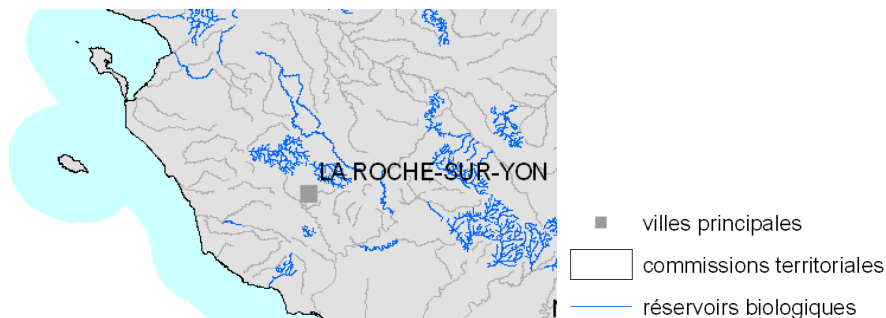 LA ROCHE-SUR-YON
villes principales
commissions territoriales
réservoirs biologiques